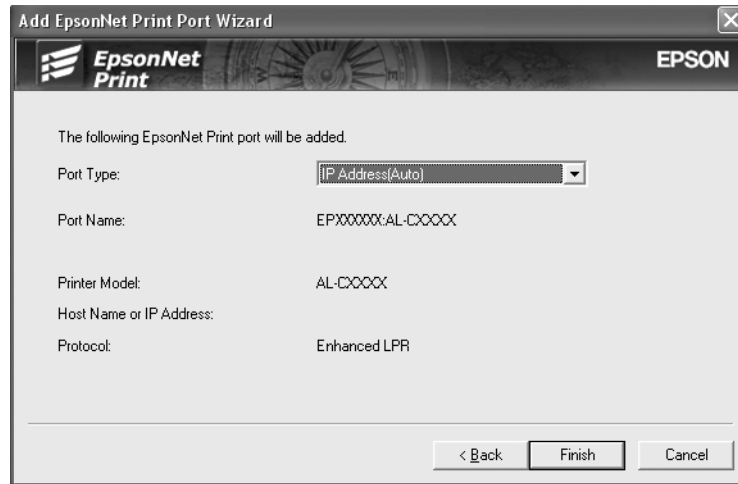 Add EpsonNet Print Port Wizard
EpsonNet
Print
EPSON
The following EpsonNet Print port will be added.
Port Type: IP Address(Auto)
Port Name: EPXXXXXX:AL-CXXXX
Printer Model: AL-CXXXX
Host Name or IP Address:
Protocol: Enhanced LPR
< Back Finish Cancel